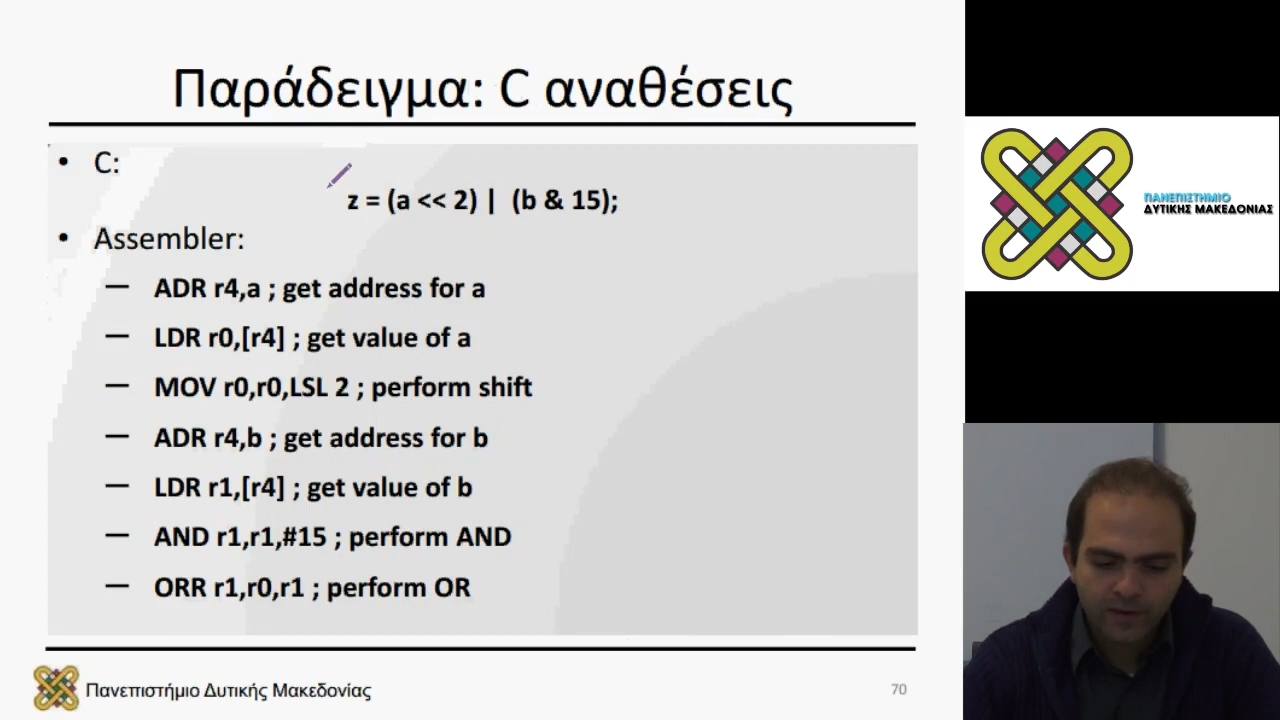 Παράδειγμα: C αναθέσεις
• C:
z = (a << 2) | (b & 15);
• Assembler:
— ADR r4,a ; get address for a
— LDR r0,[r4] ; get value of a
— MOV r0,r0,LSL 2 ; perform shift
— ADR r4,b ; get address for b
— LDR r1,[r4] ; get value of b
— AND r1,r1,#15 ; perform AND
— ORR r1,r0,r1 ; perform OR
Πανεπιστήμιο Δυτικής Μακεδονίας
70
ΠΑΝΕΠΙΣΤΗΜΙΟ
ΔΥΤΙΚΗΣ ΜΑΚΕΔΟΝΙΑΣ